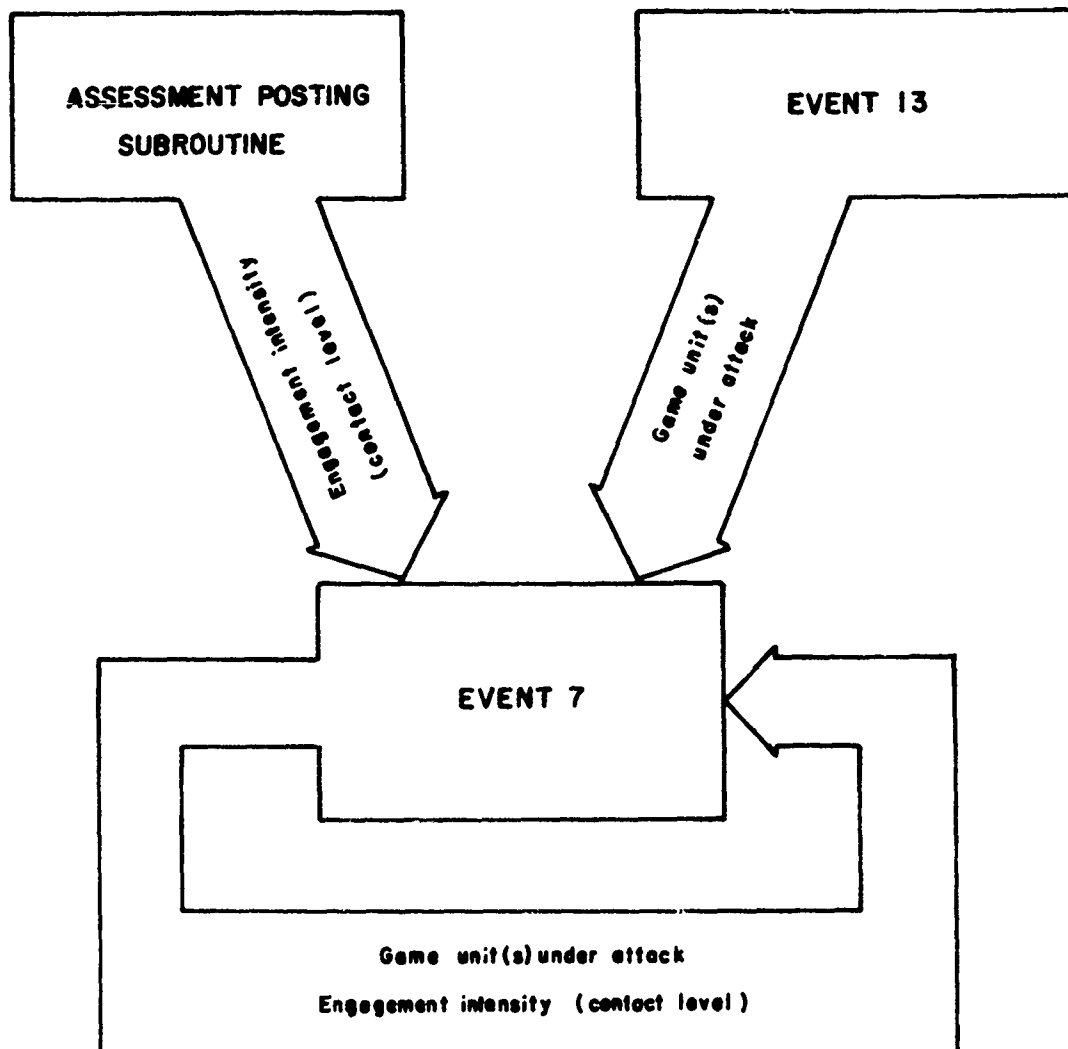 ASSESSMENT POSTING
SUBROUTINE
EVENT 13
Engagement intensity
(contact level)
Game unit(s)
under attack
EVENT 7
Game unit(s) under attack
Engagement intensity (contact level)